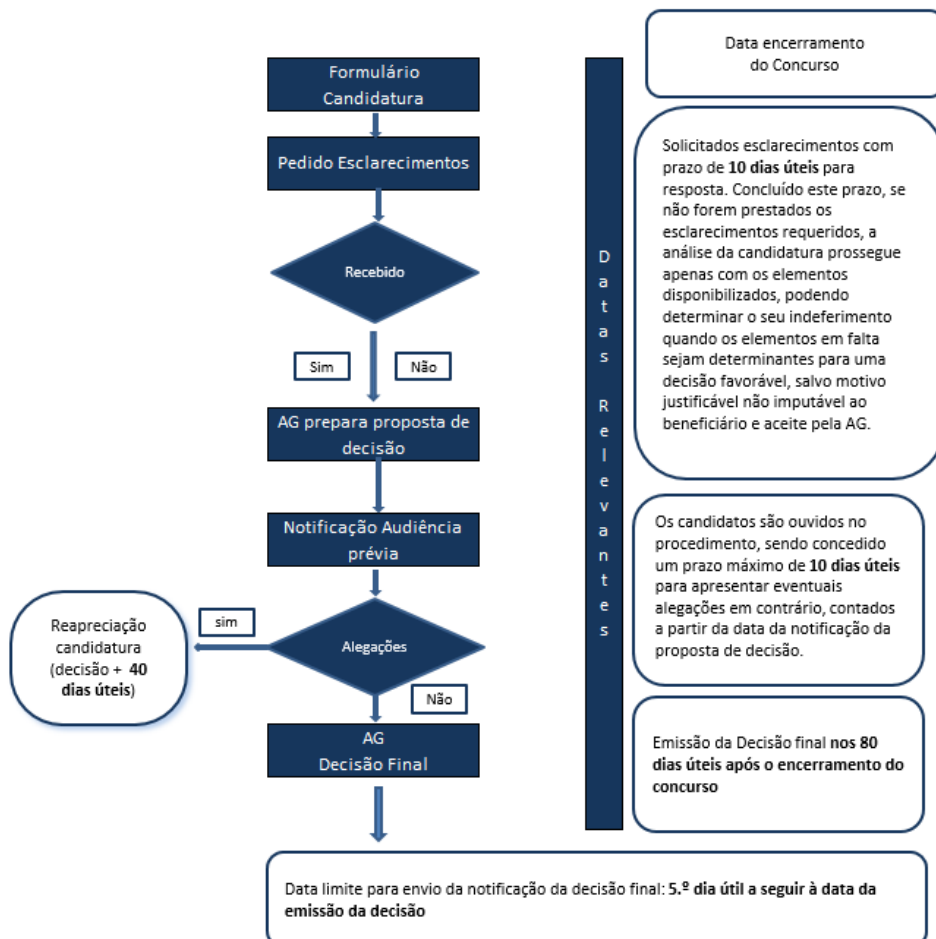 Formulário
Candidatura
Pedido Esclarecimentos
Recebido
Sim
Não
AG prepara proposta de
decisão
Notificação Audiência
prévia
Alegações
sim
Reapreciação
candidatura
(decisão + 40
dias úteis)
Não
AG
Decisão Final
Datas Relevantes
Data encerramento
do Concurso
Solicitados esclarecimentos com
prazo de 10 dias úteis para
resposta. Concluído este prazo, se
não forem prestados os
esclarecimentos requeridos, a
análise da candidatura prossegue
apenas com os elementos
disponibilizados, podendo
determinar o seu indeferimento
quando os elementos em falta
sejam determinantes para uma
decisão favorável, salvo motivo
justificável não imputável ao
beneficiário e aceite pela AG.
Os candidatos são ouvidos no
procedimento, sendo concedido
um prazo máximo de 10 dias úteis
para apresentar eventuais
alegações em contrário, contados
a partir da data da notificação da
proposta de decisão.
Emissão da Decisão final nos 80
dias úteis após o encerramento do
concurso
Data limite para envio da notificação da decisão final: 5.º dia útil a seguir à data da
emissão da decisão